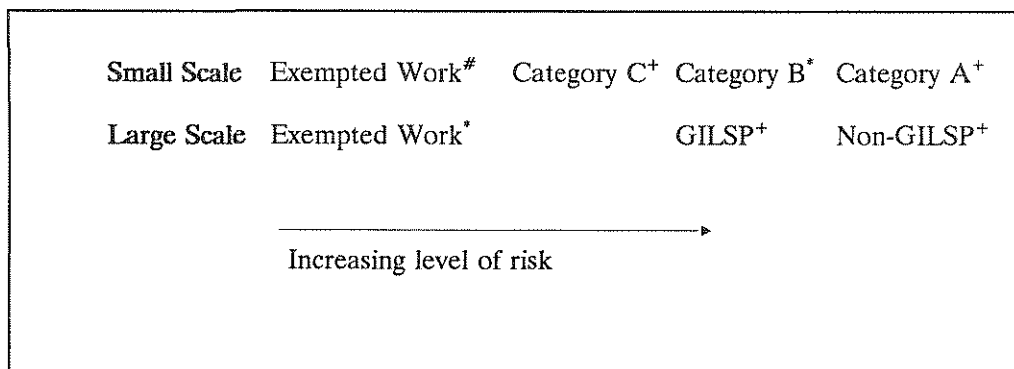 Small Scale Exempted Work# Category C+ Category B* Category A+
Large Scale Exempted Work* GILSP+ Non-GILSP+
Increasing level of risk